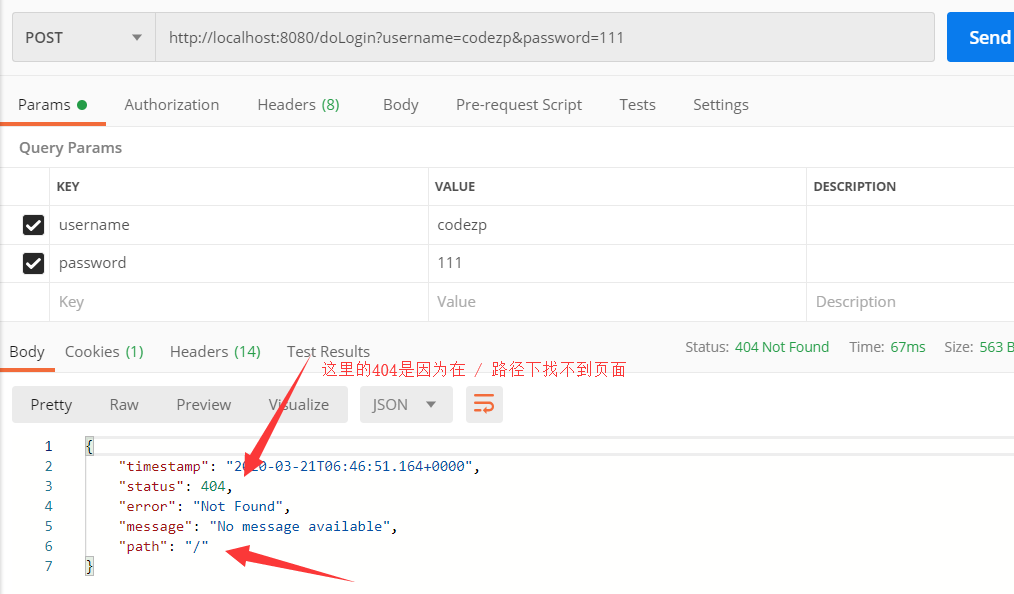 POST http://localhost:8080/doLogin?username=codezp&password=111 Send
Params Authorization Headers (8) Body Pre-request Script Tests Settings
Query Params
KEY VALUE DESCRIPTION
username codezp
password 111
Key Value Description
Body Cookies (1) Headers (14) Test Results Status: 404 Not Found Time: 67ms Size: 563 B
这里的404是因为在 / 路径下找不到页面
Pretty Raw Preview Visualize JSON
1 {
2 "timestamp": "2020-03-21T06:46:51.164+0000",
3 "status": 404,
4 "error": "Not Found",
5 "message": "No message available",
6 "path": "/"
7 }